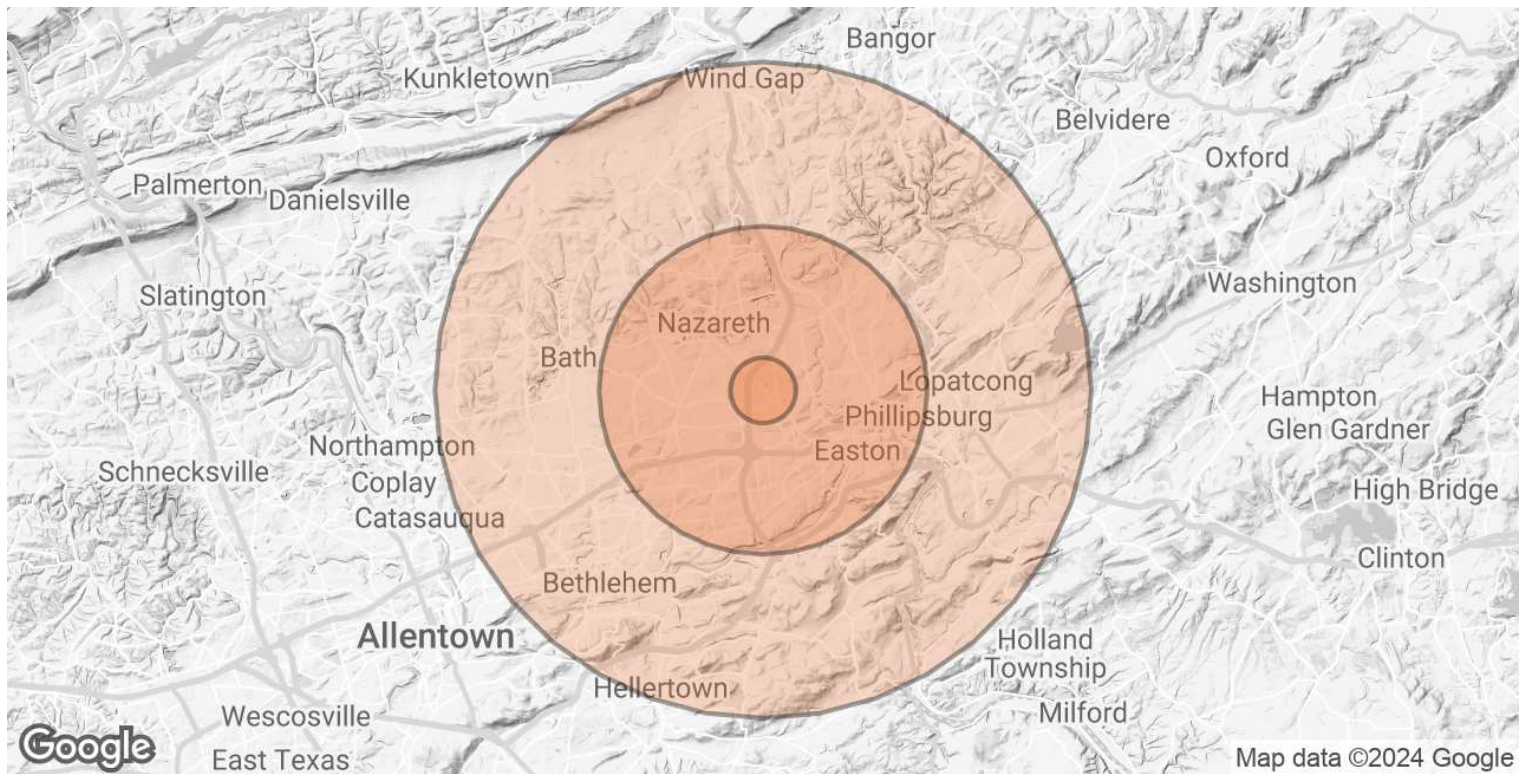 Bangor
Kunkletown
Wind Gap
Belvidere
Oxford
Palmerton
Danielsville
Washington
Slatington
Nazareth
Bath
Lopatcong
Hampton
Phillipsburg
Glen Gardner
Northampton
Easton
Schnecksville
Coplay
High Bridge
Catasauqua
Clinton
Bethlehem
Allentown
Holland
Township
Hellertown
Milford
Wescosville
Google
East Texas
Map data ©2024 Google